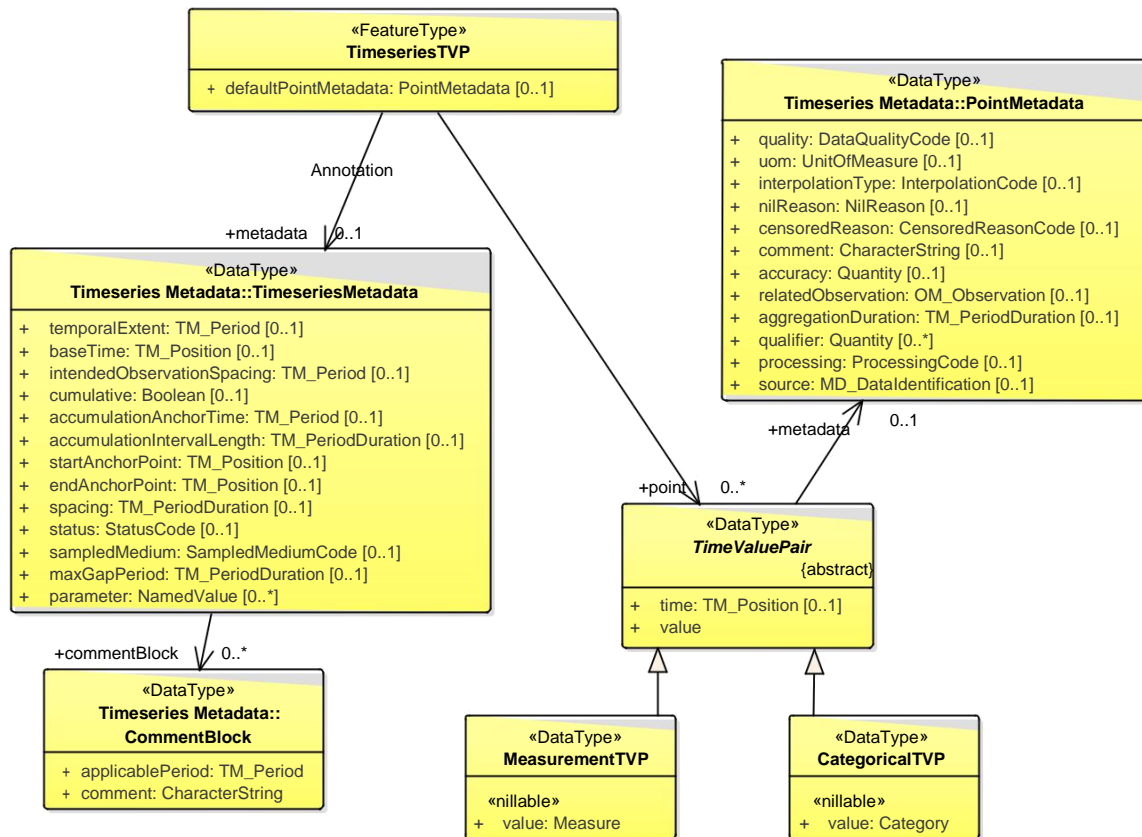 «FeatureType»
TimeseriesTVP
+ defaultPointMetadata: PointMetadata [0..1]
Annotation
+metadata 0..1
«DataType»
Timeseries Metadata::TimeseriesMetadata
+ temporalExtent: TM_Period [0..1]
+ baseTime: TM_Position [0..1]
+ intendedObservationSpacing: TM_Period [0..1]
+ cumulative: Boolean [0..1]
+ accumulationAnchorTime: TM_Period [0..1]
+ accumulationIntervalLength: TM_PeriodDuration [0..1]
+ startAnchorPoint: TM_Position [0..1]
+ endAnchorPoint: TM_Position [0..1]
+ spacing: TM_PeriodDuration [0..1]
+ status: StatusCode [0..1]
+ sampledMedium: SampledMediumCode [0..1]
+ maxGapPeriod: TM_PeriodDuration [0..1]
+ parameter: NamedValue [0..*]
+commentBlock 0..*
«DataType»
Timeseries Metadata::
CommentBlock
+ applicablePeriod: TM_Period
+ comment: CharacterString
«DataType»
Timeseries Metadata::PointMetadata
+ quality: DataQualityCode [0..1]
+ uom: UnitOfMeasure [0..1]
+ interpolationType: InterpolationCode [0..1]
+ nilReason: NilReason [0..1]
+ censoredReason: CensoredReasonCode [0..1]
+ comment: CharacterString [0..1]
+ accuracy: Quantity [0..1]
+ relatedObservation: OM_Observation [0..1]
+ aggregationDuration: TM_PeriodDuration [0..1]
+ qualifier: Quantity [0..*]
+ processing: ProcessingCode [0..1]
+ source: MD_DataIdentification [0..1]
+metadata 0..1
+point 0..*
«DataType»
TimeValuePair
{abstract}
+ time: TM_Position [0..1]
+ value
«DataType»
MeasurementTVP
«nillable»
+ value: Measure
«DataType»
CategoricalTVP
«nillable»
+ value: Category